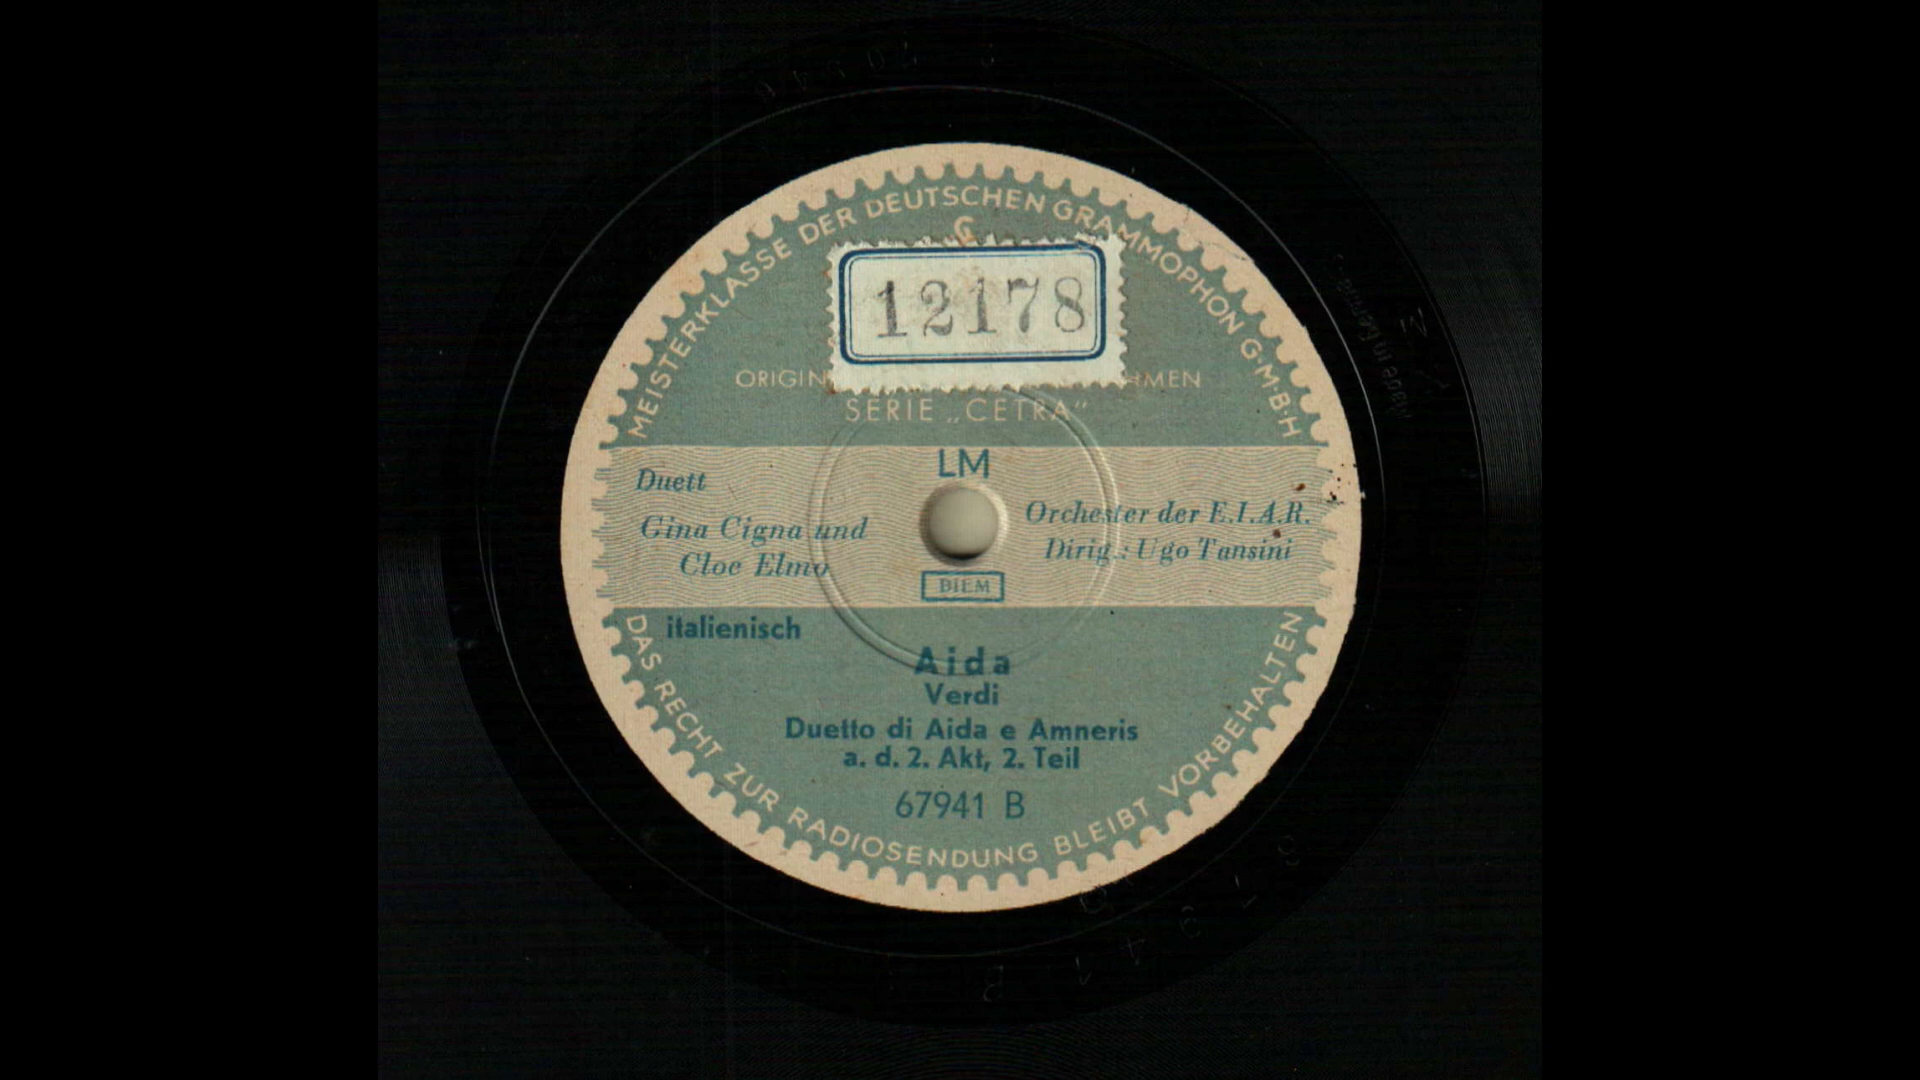 MEISTERKLASSE DER DEUTSCHEN GRAMMOPHON G·M·B·H
12178
SERIE „CETRA“
LM
Duett
Gina Cigna und
Cloe Elmo
Orchester der E.I.A.R.
Dirig.: Ugo Tansini
BIEM
italienisch
Aida
Verdi
Duetto di Aida e Amneris
a. d. 2. Akt, 2. Teil
67941 B
DAS RECHT ZUR RADIOSENDUNG BLEIBT VORBEHALTEN